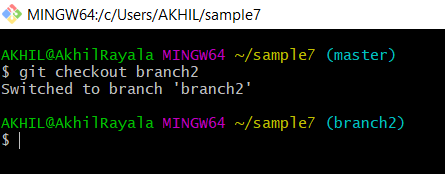 MINGW64:/c/Users/AKHIL/sample7
AKHIL@AkhilRayala MINGW64 ~/sample7 (master)
$ git checkout branch2
Switched to branch 'branch2'
AKHIL@AkhilRayala MINGW64 ~/sample7 (branch2)
$